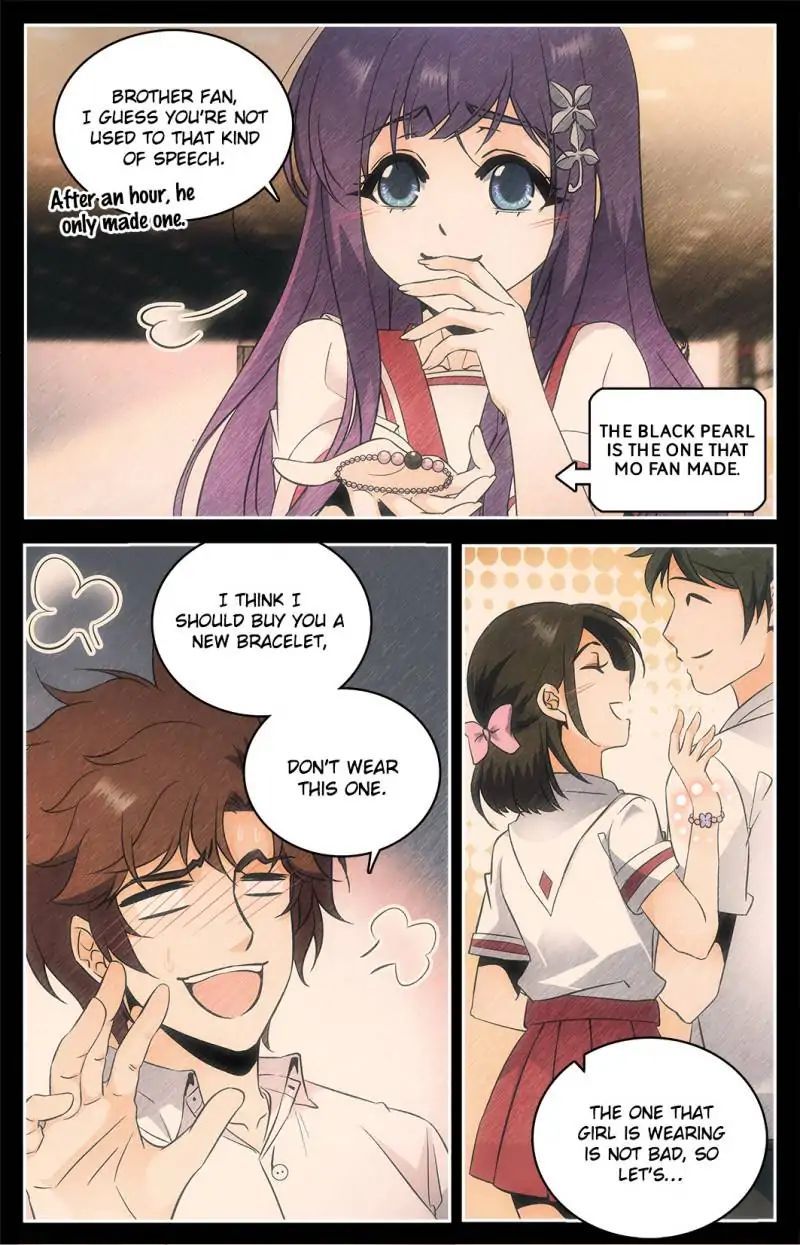 BROTHER FAN,
I GUESS YOU'RE NOT
USED TO THAT KIND
OF SPEECH.
After an hour, he
only made one.
THE BLACK PEARL
IS THE ONE THAT
MO FAN MADE.
I THINK I
SHOULD BUY YOU A
NEW BRACELET,
DON'T WEAR
THIS ONE.
THE ONE THAT
GIRL IS WEARING
IS NOT BAD, SO
LET'S...